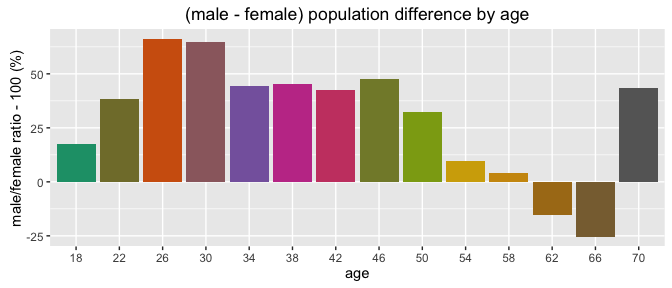 (male - female) population difference by age
male/female ratio - 100 (%)
50
25
0
-25
18 22 26 30 34 38 42 46 50 54 58 62 66 70
age